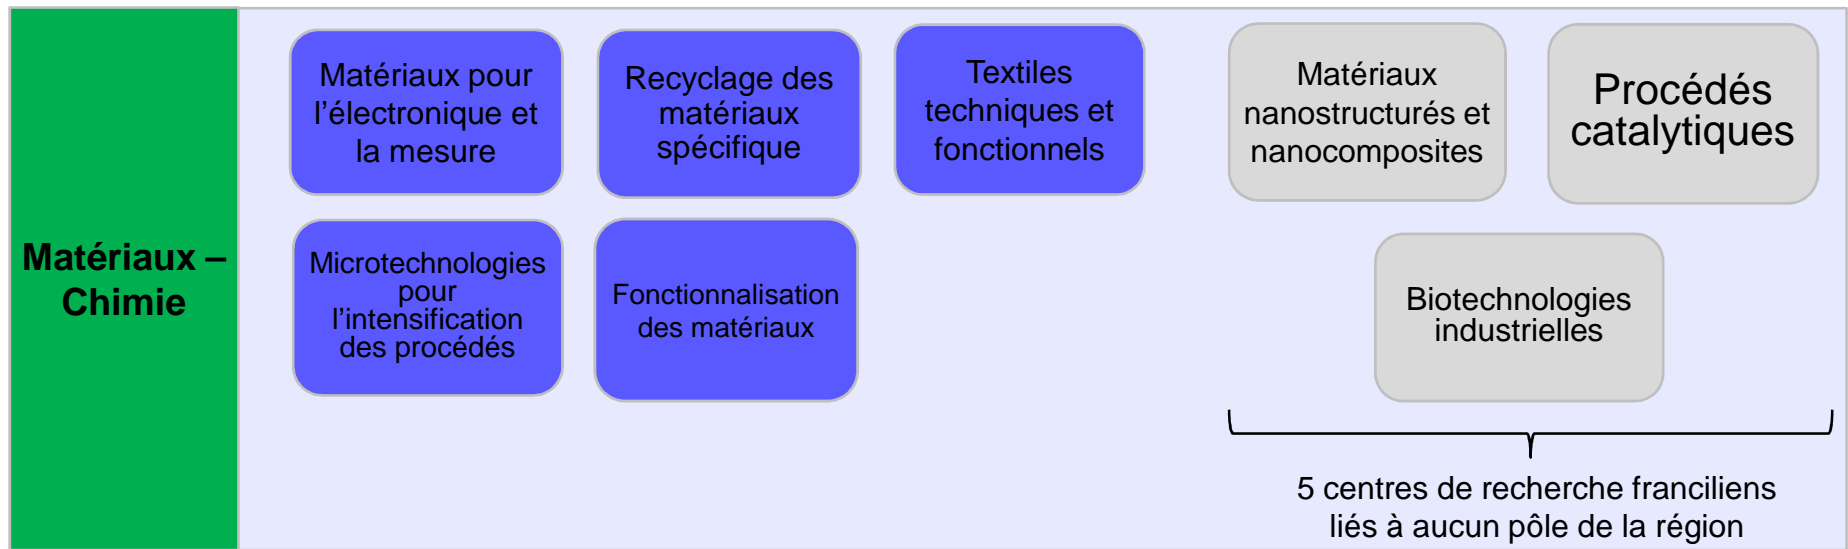 Matériaux –
Chimie
Matériaux pour
l’électronique et
la mesure
Recyclage des
matériaux
spécifique
Textiles
techniques et
fonctionnels
Matériaux
nanostructurés et
nanocomposites
Procédés
catalytiques
Microtechnologies
pour
l’intensification
des procédés
Fonctionnalisation
des matériaux
Biotechnologies
industrielles
5 centres de recherche franciliens
liés à aucun pôle de la région